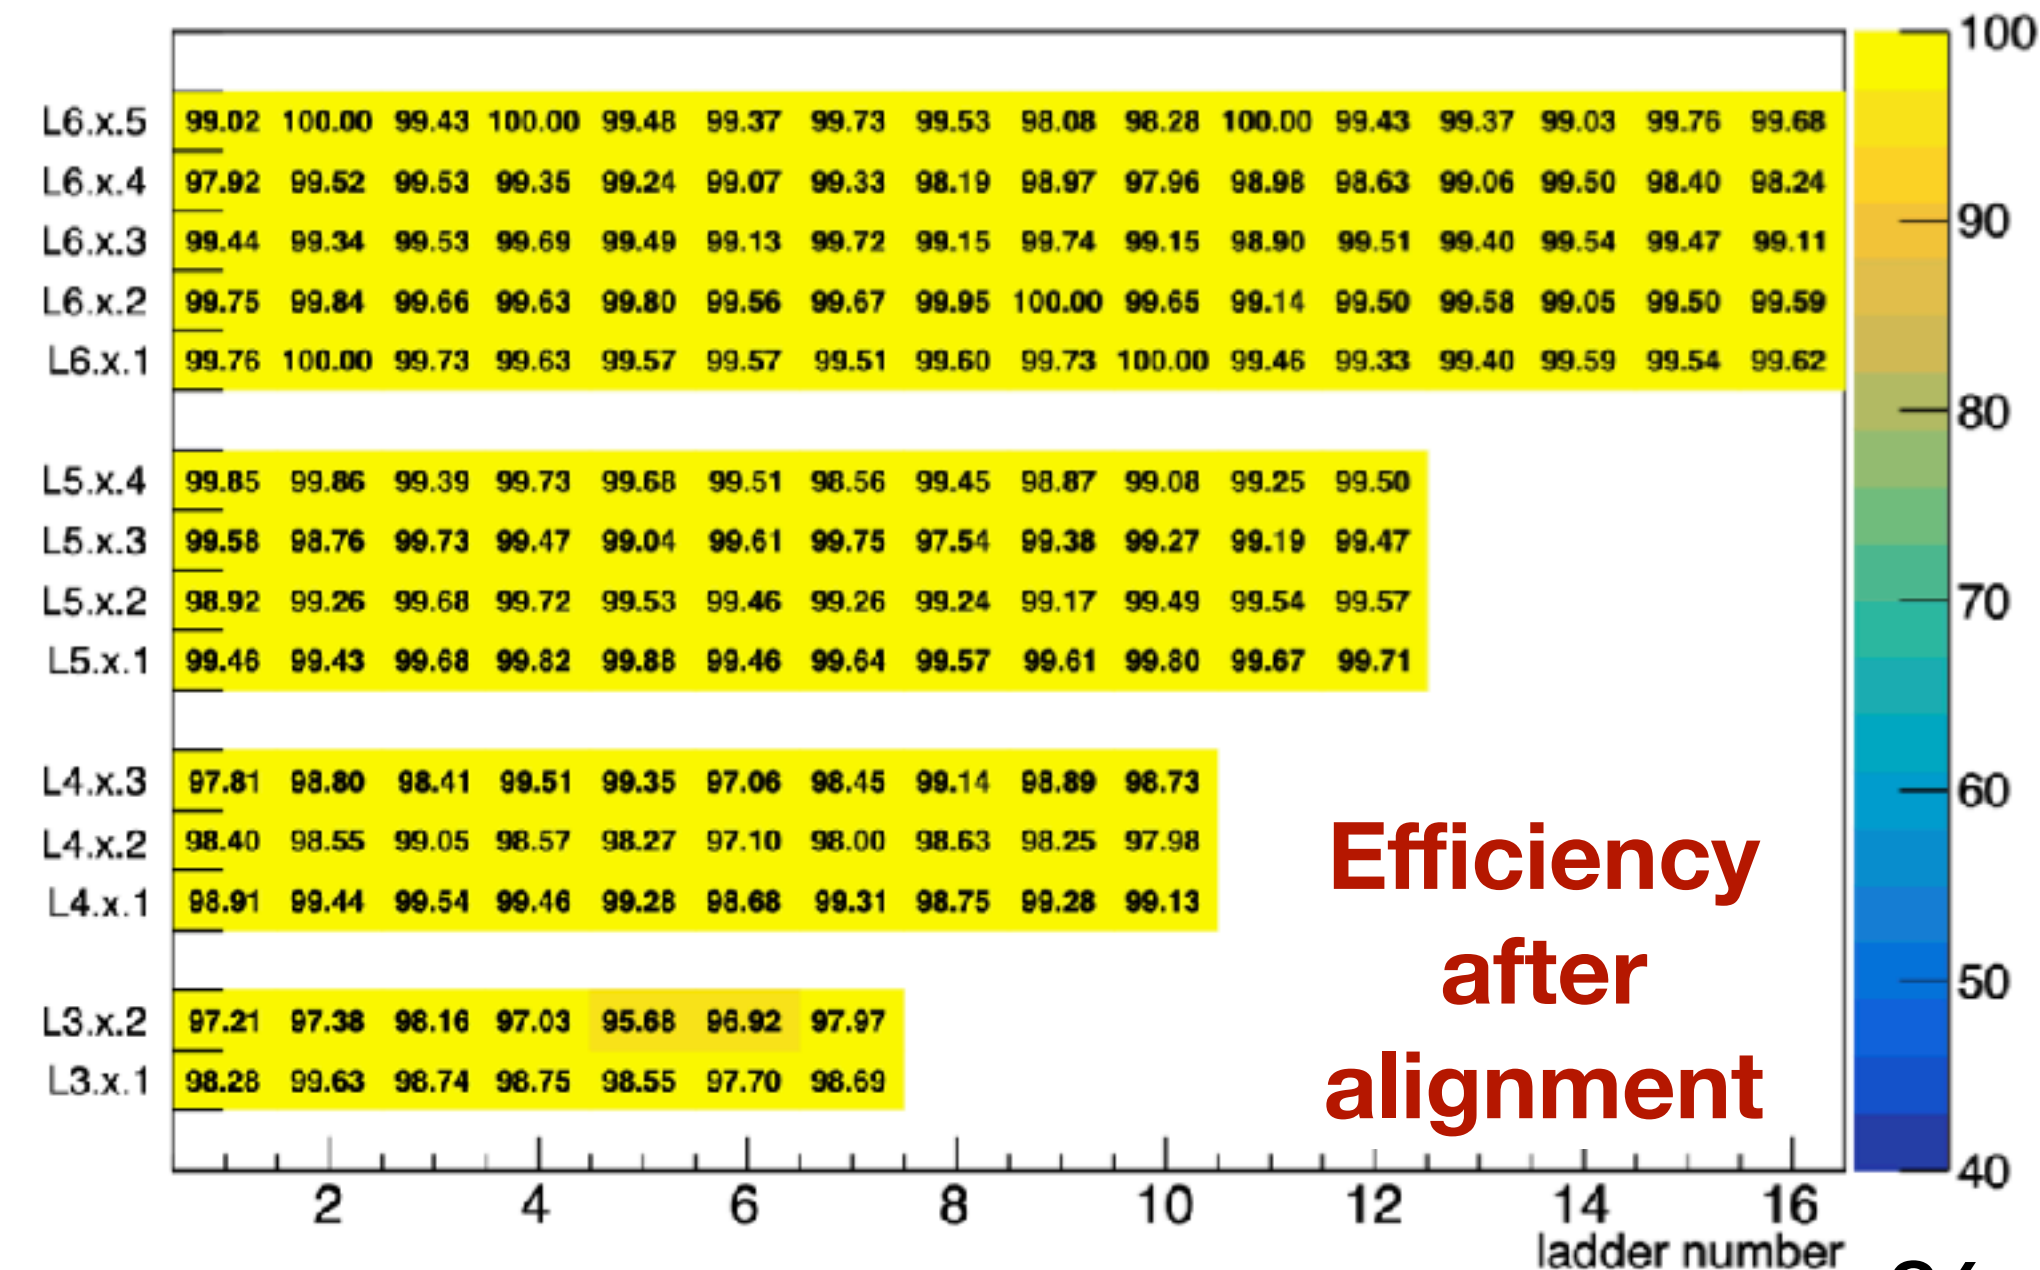 100
L6.x.5 99.02 100.00 99.43 100.00 99.48 99.37 99.73 99.53 98.08 98.28 100.00 99.43 99.37 99.03 99.76 99.68
L6.x.4 97.92 99.52 99.53 99.35 99.24 99.07 99.33 98.19 98.97 97.96 98.98 98.63 99.06 99.50 98.40 98.24
90
L6.x.3 99.44 99.34 99.53 99.69 99.49 99.13 99.72 99.15 99.74 99.15 98.90 99.51 99.40 99.54 99.47 99.11
L6.x.2 99.75 99.84 99.66 99.63 99.80 99.56 99.67 99.95 100.00 99.65 99.14 99.50 99.58 99.05 99.50 99.59
L6.x.1 99.76 100.00 99.73 99.63 99.57 99.57 99.51 99.60 99.73 100.00 99.46 99.33 99.40 99.59 99.54 99.62
80
L5.x.4 99.85 99.86 99.39 99.73 99.68 99.51 98.56 99.45 98.87 99.08 99.25 99.50
L5.x.3 99.58 98.76 99.73 99.47 99.04 99.61 99.75 97.54 99.38 99.27 99.19 99.47
L5.x.2 98.92 99.26 99.68 99.72 99.53 99.46 99.26 99.24 99.17 99.49 99.54 99.57
70
L5.x.1 99.46 99.43 99.68 99.82 99.88 99.46 99.64 99.57 99.61 99.80 99.67 99.71
L4.x.3 97.81 98.80 98.41 99.51 99.35 97.06 98.45 99.14 98.89 98.73
60
L4.x.2 98.40 98.55 99.05 98.57 98.27 97.10 98.00 98.63 98.25 97.98
L4.x.1 98.91 99.44 99.54 99.46 99.28 98.68 99.31 98.75 99.28 99.13
Efficiency
after
alignment
50
L3.x.2 97.21 97.38 98.16 97.03 95.68 96.92 97.97
L3.x.1 98.28 99.63 98.74 98.75 98.55 97.70 98.69
40
2 4 6 8 10 12 14 16
ladder number